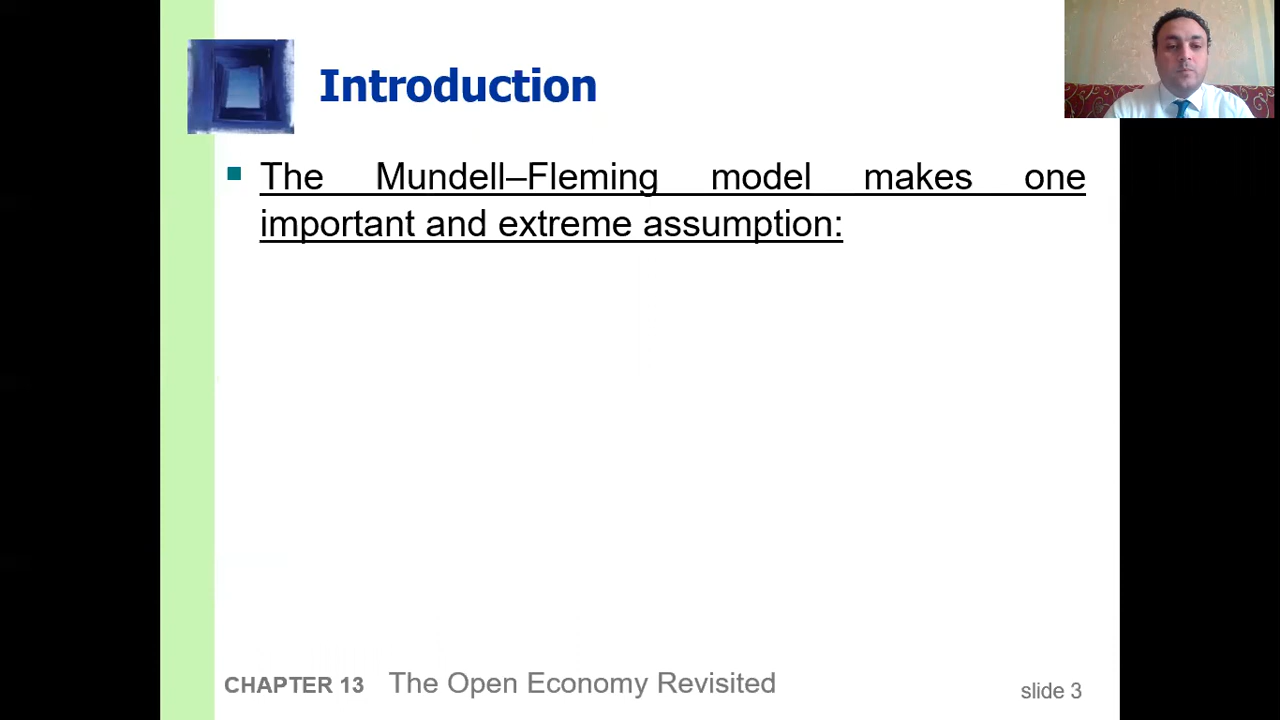 Introduction
The Mundell–Fleming model makes one
important and extreme assumption:
CHAPTER 13 The Open Economy Revisited
slide 3